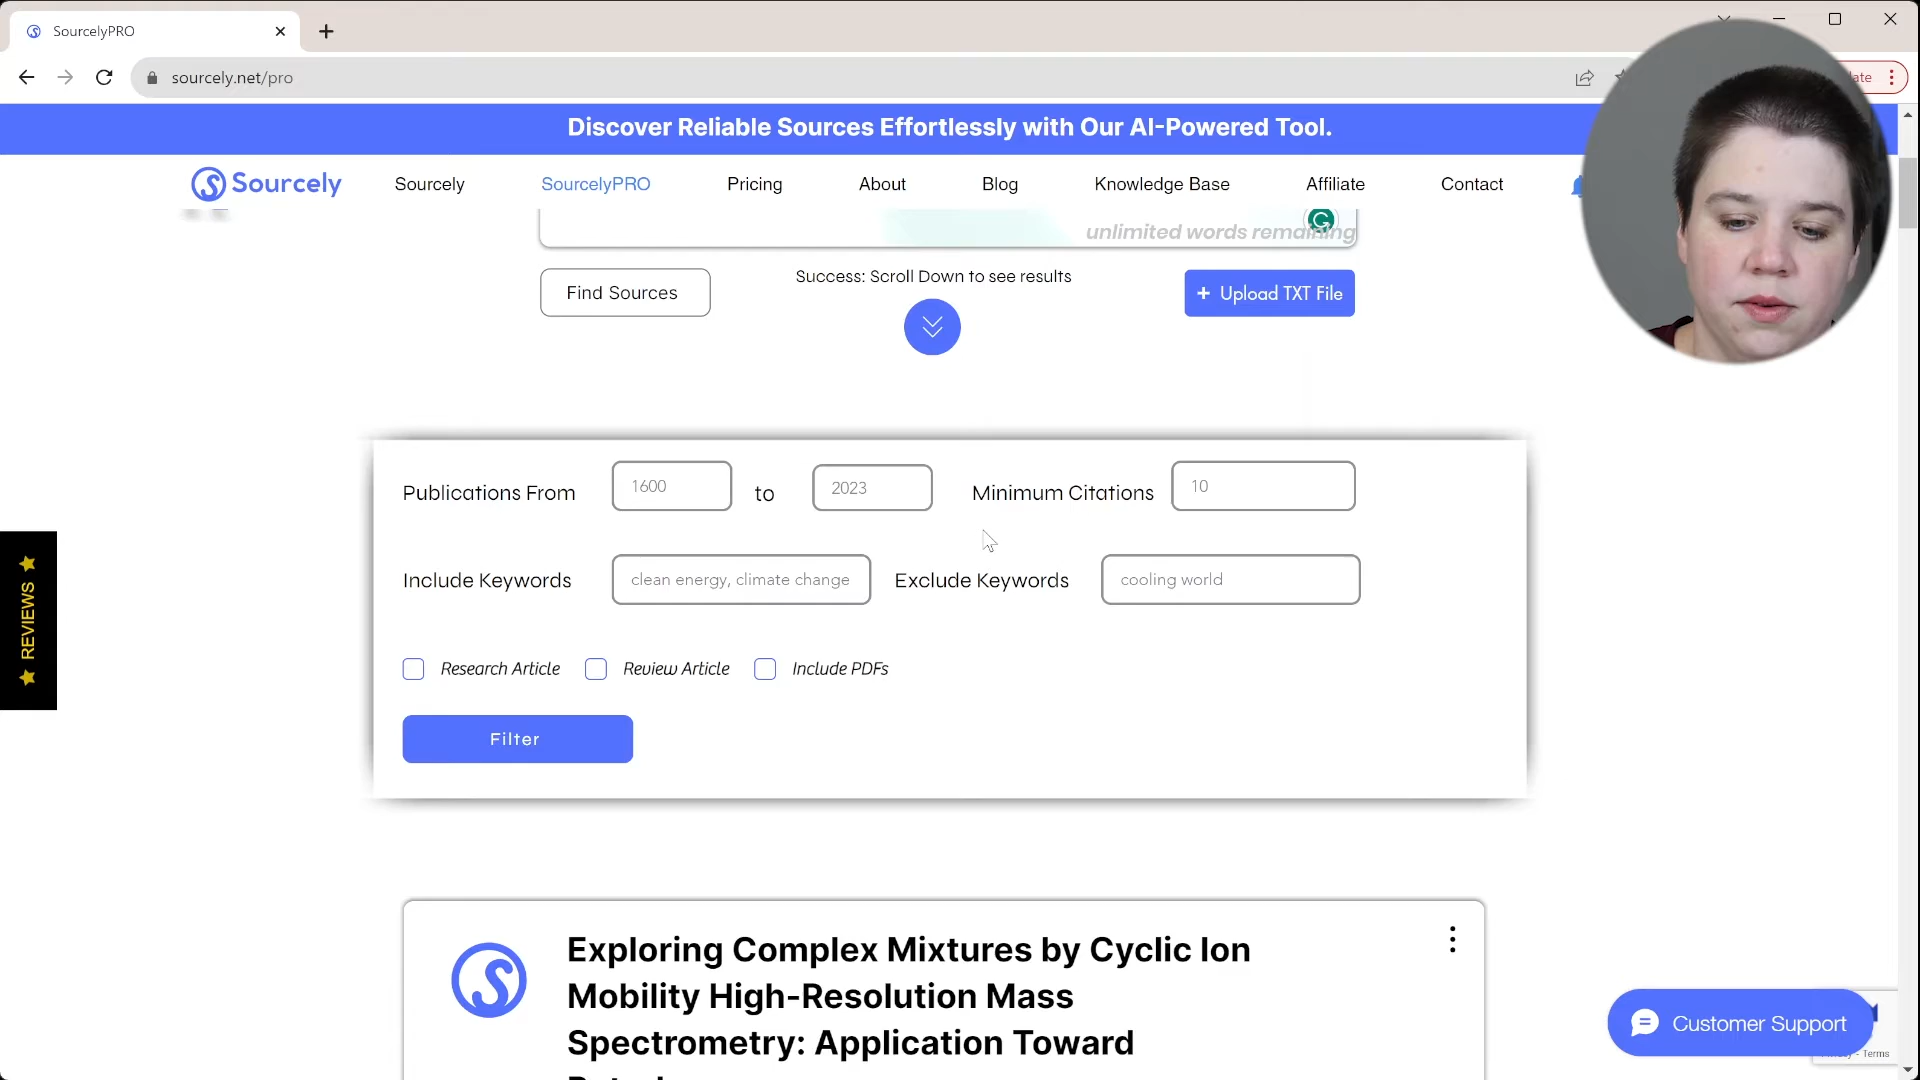 SourcelyPRO
sourcely.net/pro
Discover Reliable Sources Effortlessly with Our AI-Powered Tool.
Sourcely
Sourcely
SourcelyPRO
Pricing
About
Blog
Knowledge Base
Affiliate
Contact
unlimited words remaining
Find Sources
Success: Scroll Down to see results
+ Upload TXT File
Publications From
1600
to
2023
Minimum Citations
10
Include Keywords
clean energy, climate change
Exclude Keywords
cooling world
Research Article
Review Article
Include PDFs
Filter
REVIEWS
Exploring Complex Mixtures by Cyclic Ion
Mobility High-Resolution Mass
Spectrometry: Application Toward
Customer Support
- Terms